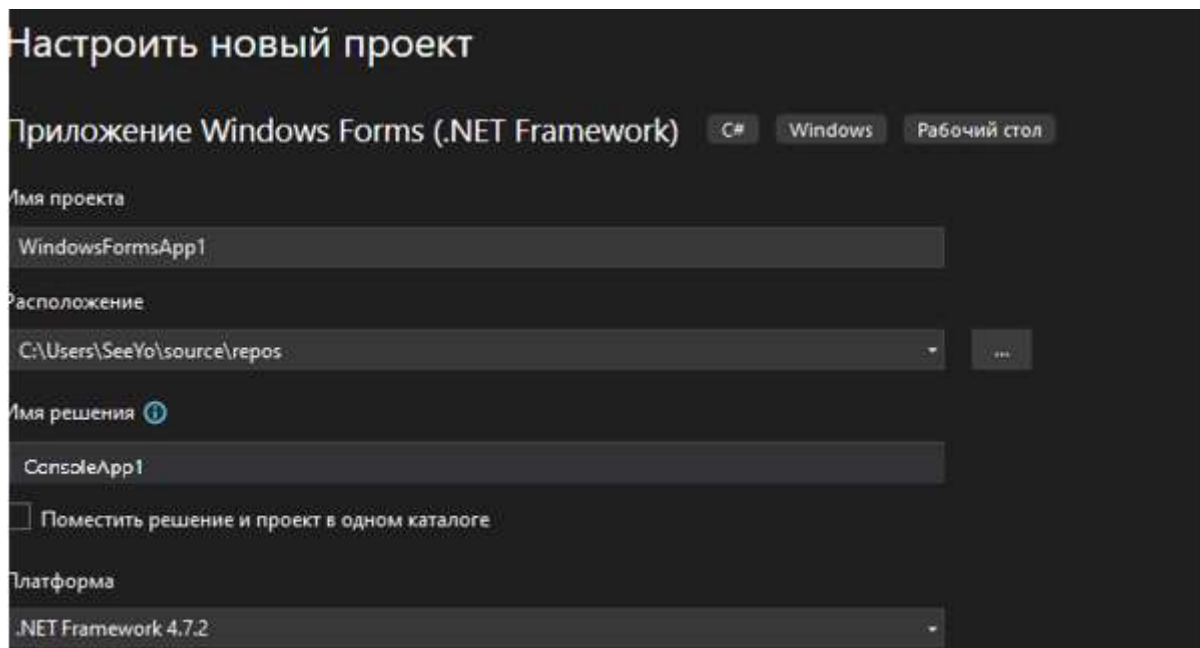 Настроить новый проект
Приложение Windows Forms (.NET Framework) C# Windows Рабочий стол
Имя проекта
WindowsFormsApp1
Расположение
C:\Users\SeeYo\source\repos
...
Имя решения
ConsoleApp1
Поместить решение и проект в одном каталоге
Платформа
.NET Framework 4.7.2